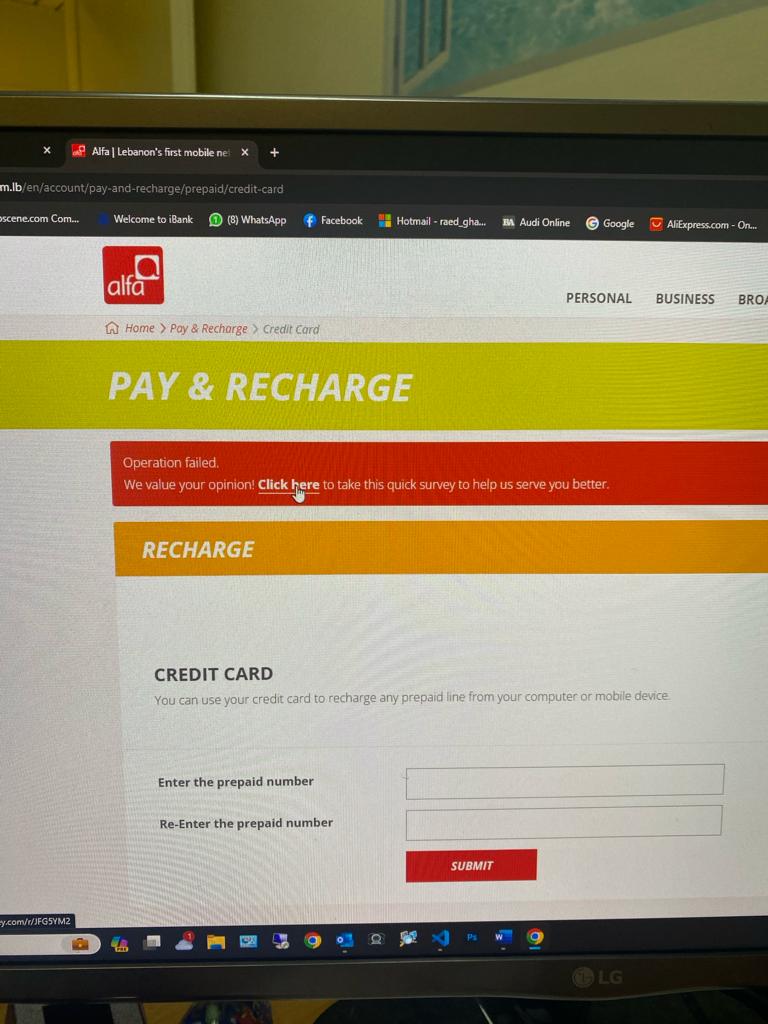 Alfa | Lebanon's first mobile ne
m.lb/en/account/pay-and-recharge/prepaid/credit-card
oscene.com Com...
Welcome to iBank
(8) WhatsApp
Facebook
Hotmail - raed_gha...
BA
Audi Online
Google
AliExpress.com - On...
alfa
PERSONAL
BUSINESS
BROA
Home > Pay & Recharge > Credit Card
PAY & RECHARGE
Operation failed.
We value your opinion! Click here to take this quick survey to help us serve you better.
RECHARGE
CREDIT CARD
You can use your credit card to recharge any prepaid line from your computer or mobile device.
Enter the prepaid number
Re-Enter the prepaid number
SUBMIT
ey.com/r/JFG5YM2
1
Ps
W
LG